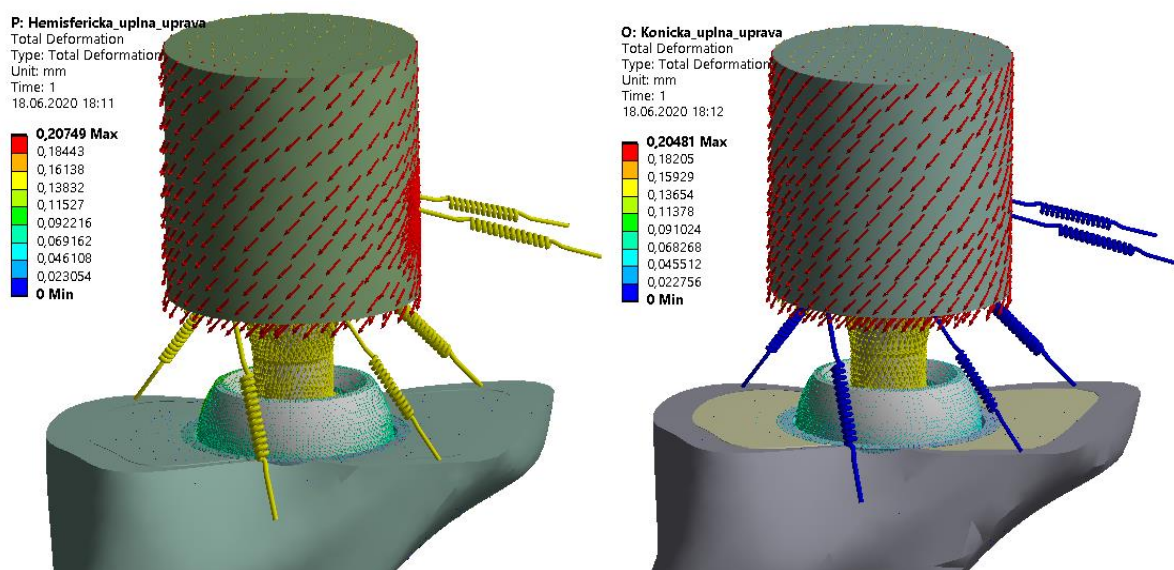 P: Hemisfericka_uplna_uprava
Total Deformation
Type: Total Deformation
Unit: mm
Time: 1
18.06.2020 18:11
0,20749 Max
0,18443
0,16138
0,13832
0,11527
0,092216
0,069162
0,046108
0,023054
0 Min
O: Konicka_uplna_uprava
Total Deformation
Type: Total Deformation
Unit: mm
Time: 1
18.06.2020 18:12
0,20481 Max
0,18205
0,15929
0,13654
0,11378
0,091024
0,068268
0,045512
0,022756
0 Min